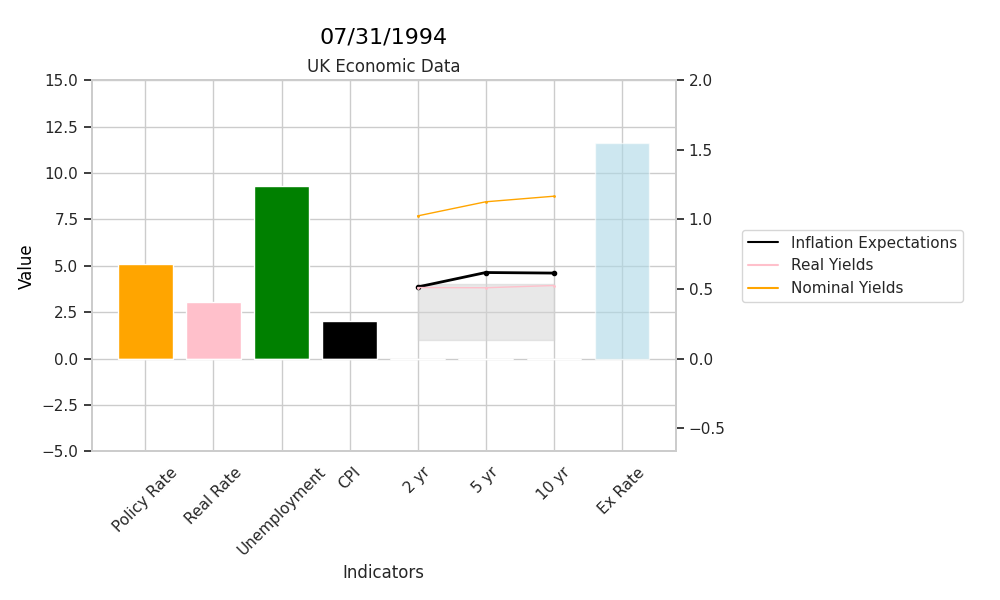 07/31/1994
UK Economic Data
15.0
12.5
10.0
7.5
5.0
2.5
0.0
−2.5
−5.0
Value
2.0
1.5
1.0
0.5
0.0
−0.5
Inflation Expectations
Real Yields
Nominal Yields
Policy Rate
Real Rate
Unemployment
CPI
2 yr
5 yr
10 yr
Ex Rate
Indicators